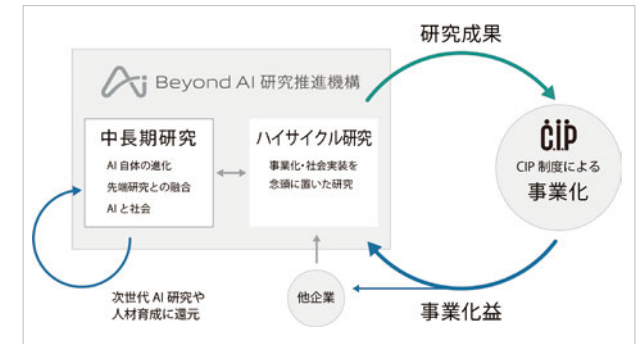 研究成果
Ai Beyond AI 研究推進機構
中長期研究
AI 自体の進化
先端研究との融合
AI と社会
ハイサイクル研究
事業化・社会実装を
念頭に置いた研究
CIP
CIP 制度による
事業化
次世代 AI 研究や
人材育成に還元
他企業
事業化益